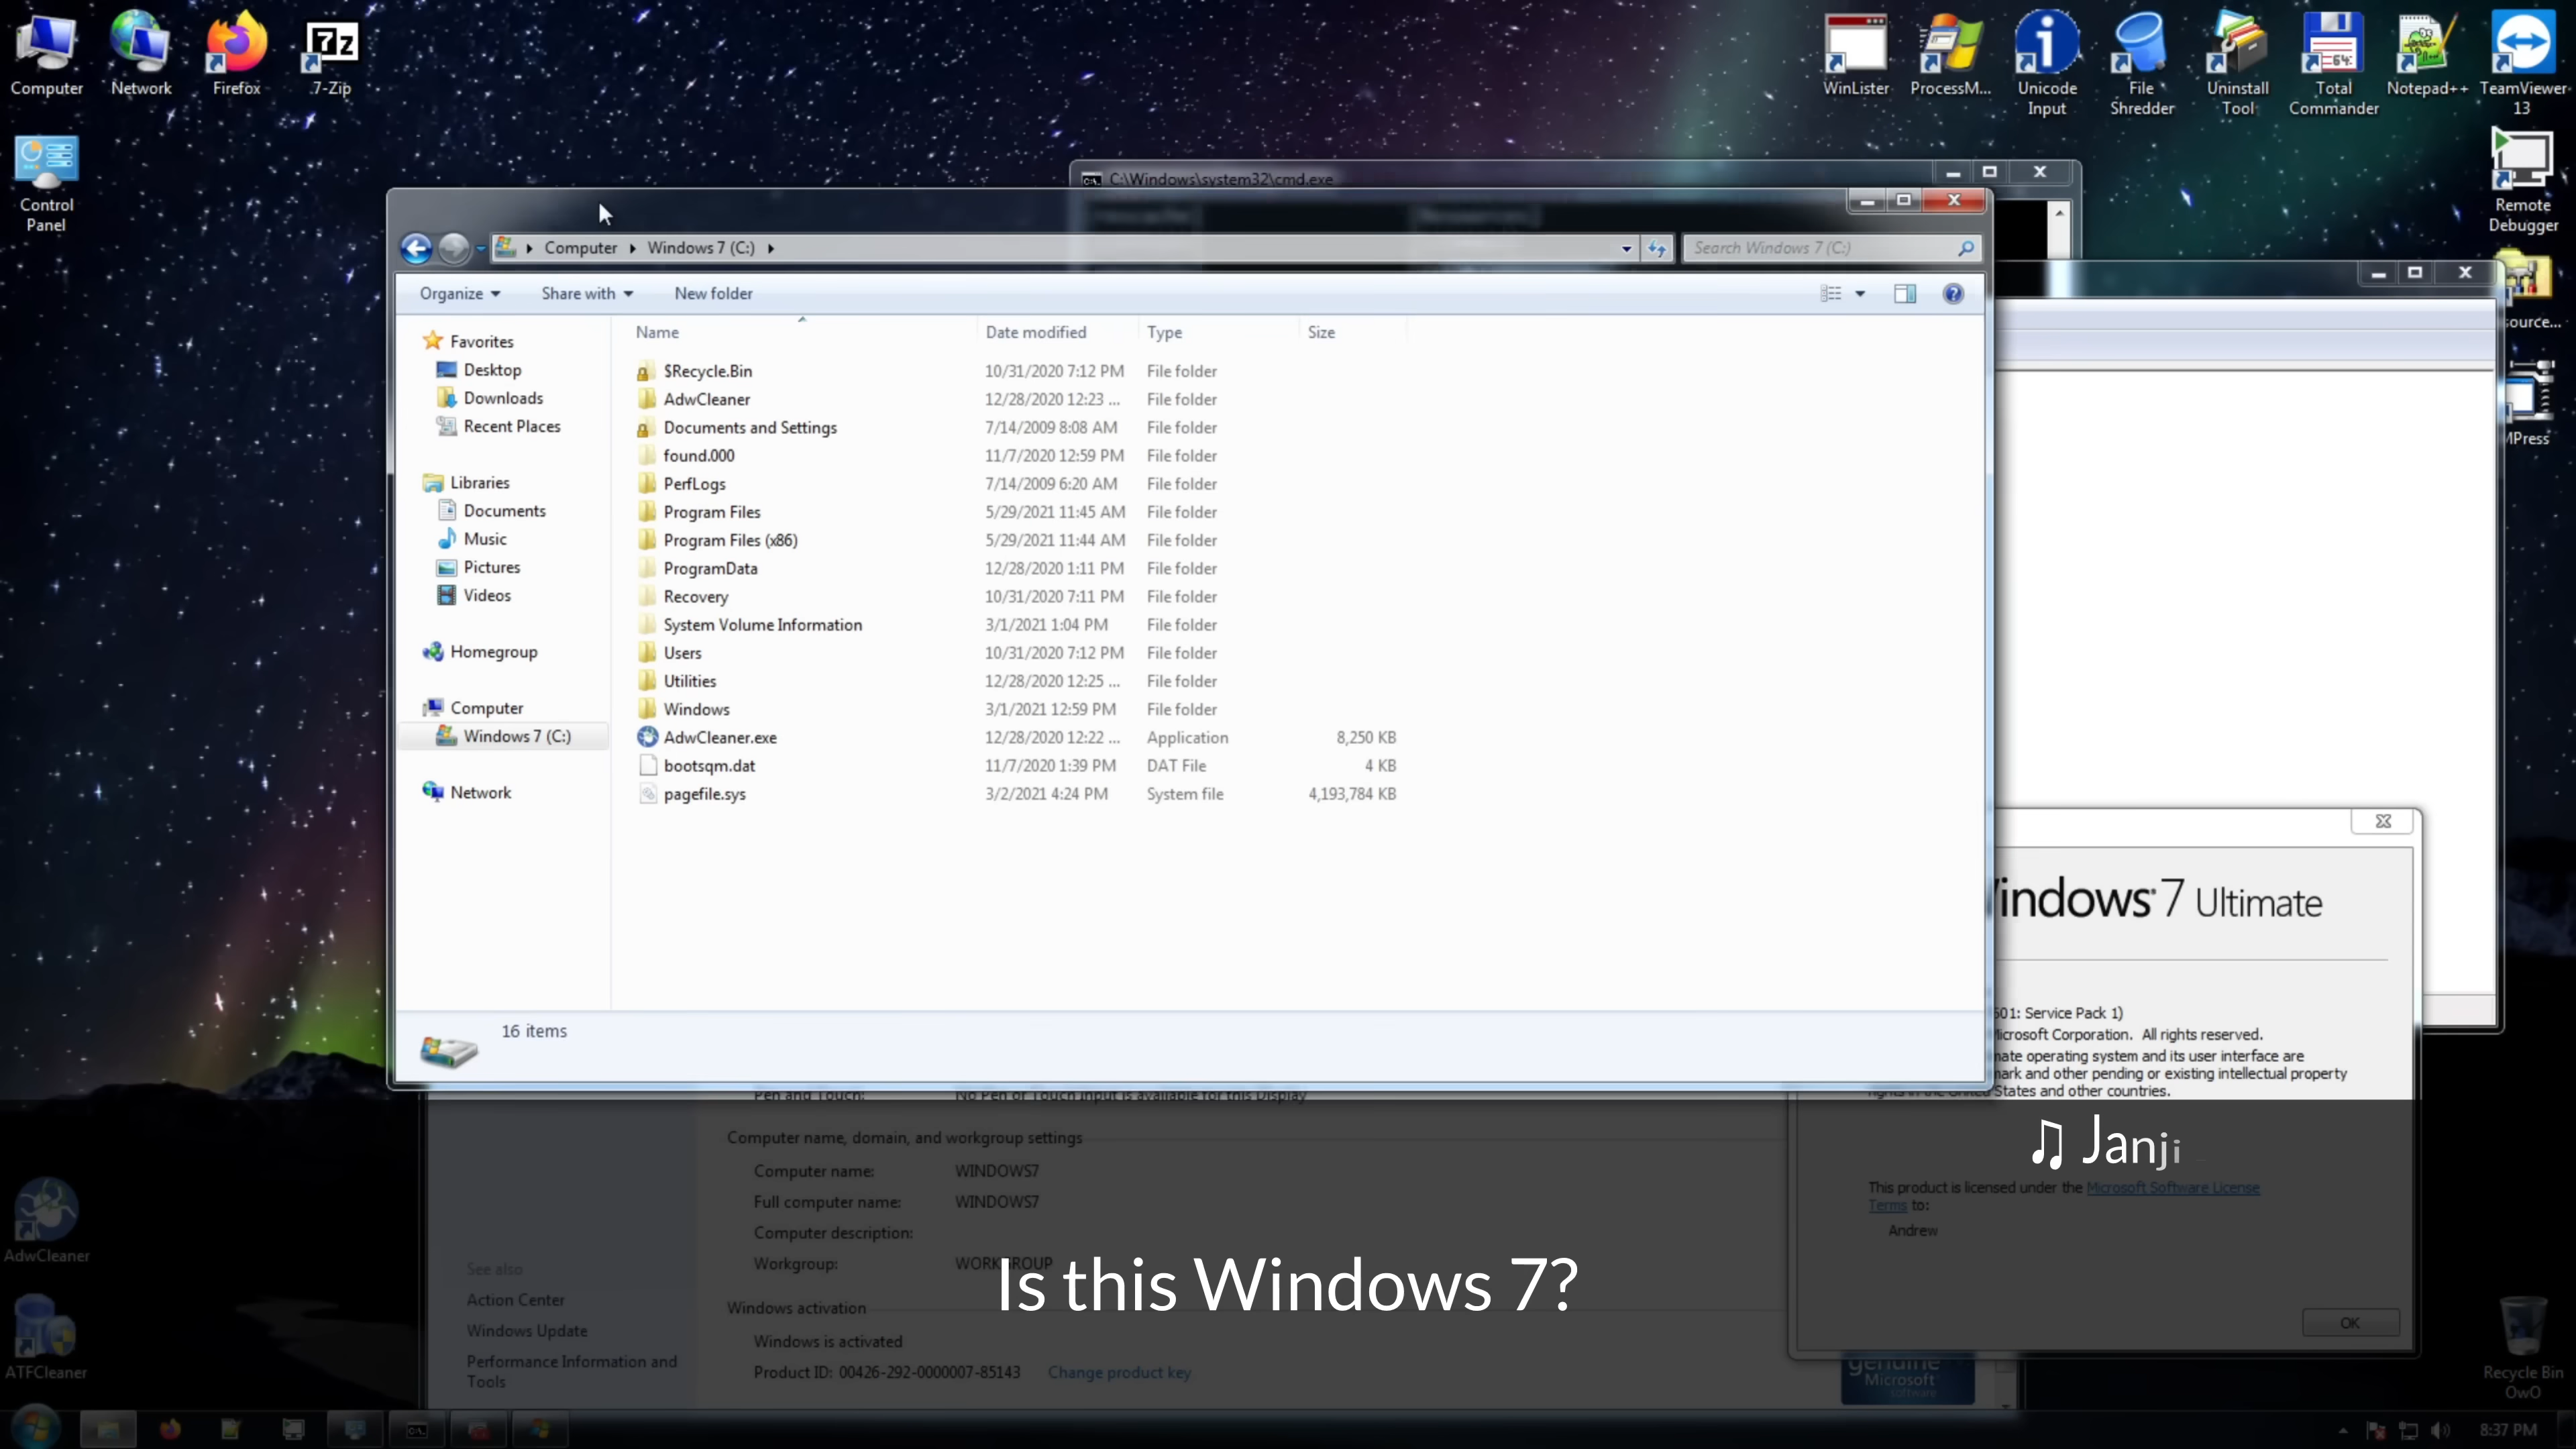 Computer
Network
Firefox
7-Zip
WinLister
ProcessM...
Unicode
Input
File
Shredder
Uninstall
Tool
Total
Commander
Notepad++
TeamViewer
13
Control
Panel
Remote
Debugger
source...
MPress
C:\Windows\system32\cmd.exe
Computer Windows 7 (C:)
Search Windows 7 (C:)
Organize Share with New folder
Name Date modified Type Size
Favorites
Desktop
Downloads
Recent Places
Libraries
Documents
Music
Pictures
Videos
Homegroup
Computer
Windows 7 (C:)
Network
$Recycle.Bin 10/31/2020 7:12 PM File folder
AdwCleaner 12/28/2020 12:23 ... File folder
Documents and Settings 7/14/2009 8:08 AM File folder
found.000 11/7/2020 12:59 PM File folder
PerfLogs 7/14/2009 6:20 AM File folder
Program Files 5/29/2021 11:45 AM File folder
Program Files (x86) 5/29/2021 11:44 AM File folder
ProgramData 12/28/2020 1:11 PM File folder
Recovery 10/31/2020 7:11 PM File folder
System Volume Information 3/1/2021 1:04 PM File folder
Users 10/31/2020 7:12 PM File folder
Utilities 12/28/2020 12:25 ... File folder
Windows 3/1/2021 12:59 PM File folder
AdwCleaner.exe 12/28/2020 12:22 ... Application 8,250 KB
bootsqm.dat 11/7/2020 1:39 PM DAT File 4 KB
pagefile.sys 3/2/2021 4:24 PM System file 4,193,784 KB
16 items
indows 7 Ultimate
601: Service Pack 1)
icrosoft Corporation. All rights reserved.
nate operating system and its user interface are
mark and other pending or existing intellectual property
rights in the United States and other countries.
♫ Janji
This product is licensed under the Microsoft Software License
Terms to:
Andrew
OK
genuine
Microsoft
software
Pen and Touch: No Pen or Touch Input is available for this Display
Computer name, domain, and workgroup settings
Computer name: WINDOWS7
Full computer name: WINDOWS7
Computer description:
Workgroup: WORKGROUP
Is this Windows 7?
Windows activation
Windows is activated
Product ID: 00426-292-0000007-85143 Change product key
See also
Action Center
Windows Update
Performance Information and
Tools
AdwCleaner
ATFCleaner
Recycle Bin
OwO
8:37 PM